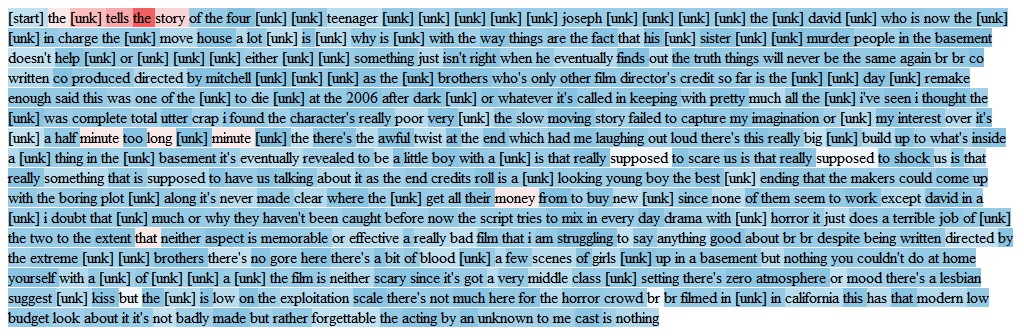 [start] the [unk] tells the story of the four [unk] [unk] teenager [unk] [unk] [unk] [unk] [unk] joseph [unk] [unk] [unk] [unk] the [unk] david [unk] who is now the [unk]
[unk] in charge the [unk] move house a lot [unk] is [unk] why is [unk] with the way things are the fact that his [unk] sister [unk] [unk] murder people in the basement
doesn't help [unk] or [unk] [unk] [unk] either [unk] [unk] something just isn't right when he eventually finds out the truth things will never be the same again br br co
written co produced directed by mitchell [unk] [unk] [unk] as the [unk] brothers who's only other film director's credit so far is the [unk] [unk] day [unk] remake
enough said this was one of the [unk] to die [unk] at the 2006 after dark [unk] or whatever it's called in keeping with pretty much all the [unk] i've seen i thought the
[unk] was complete total utter crap i found the character's really poor very [unk] the slow moving story failed to capture my imagination or [unk] my interest over it's
[unk] a half minute too long [unk] minute [unk] the there's the awful twist at the end which had me laughing out loud there's this really big [unk] build up to what's inside
a [unk] thing in the [unk] basement it's eventually revealed to be a little boy with a [unk] is that really supposed to scare us is that really supposed to shock us is that
really something that is supposed to have us talking about it as the end credits roll is a [unk] looking young boy the best [unk] ending that the makers could come up
with the boring plot [unk] along it's never made clear where the [unk] get all their money from to buy new [unk] since none of them seem to work except david in a
[unk] i doubt that [unk] much or why they haven't been caught before now the script tries to mix in every day drama with [unk] horror it just does a terrible job of [unk]
the two to the extent that neither aspect is memorable or effective a really bad film that i am struggling to say anything good about br br despite being written directed by
the extreme [unk] [unk] brothers there's no gore here there's a bit of blood [unk] a few scenes of girls [unk] up in a basement but nothing you couldn't do at home
yourself with a [unk] of [unk] [unk] a [unk] the film is neither scary since it's got a very middle class [unk] setting there's zero atmosphere or mood there's a lesbian
suggest [unk] kiss but the [unk] is low on the exploitation scale there's not much here for the horror crowd br br filmed in [unk] in california this has that modern low
budget look about it it's not badly made but rather forgettable the acting by an unknown to me cast is nothing